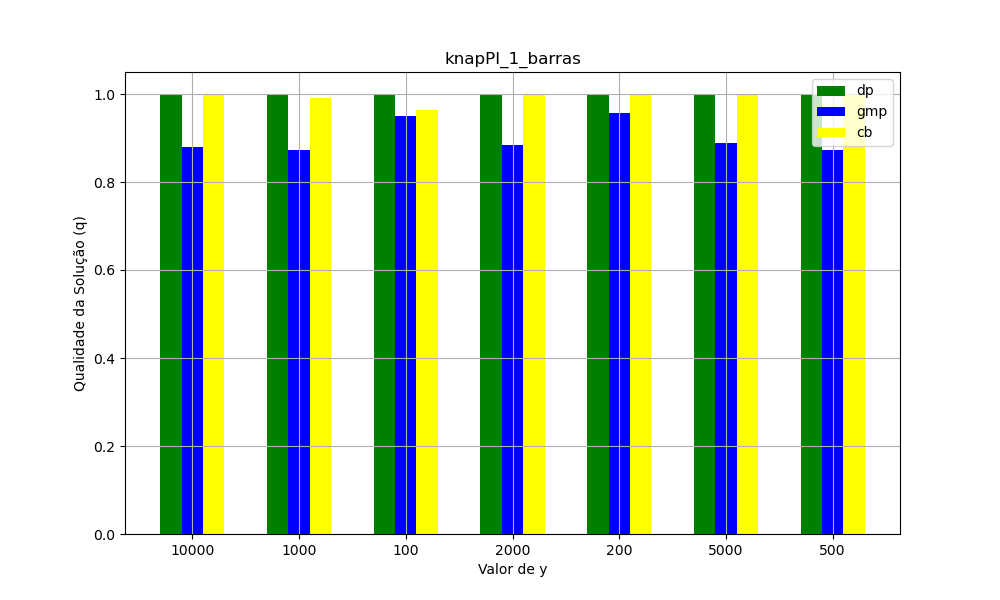 knapPI_1_barras
1.0
0.8
0.6
0.4
0.2
0.0
Qualidade da Solução (q)
dp
gmp
cb
10000 1000 100 2000 200 5000 500
Valor de y